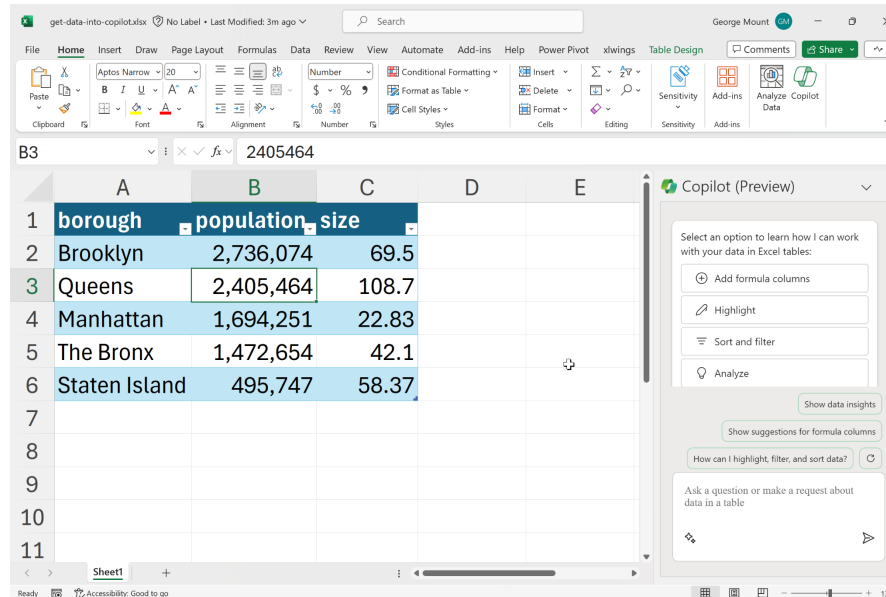 get-data-into-copilot.xlsx No Label • Last Modified: 3m ago
Search
George Mount GM
File Home Insert Draw Page Layout Formulas Data Review View Automate Add-ins Help Power Pivot xlwings Table Design Comments Share
Paste
Aptos Narrow 20
B I U A A
Number
$ % 9
Conditional Formatting
Format as Table
Cell Styles
Insert
Delete
Format
Sensitivity
Add-ins
Analyze Data
Copilot
Clipboard Font Alignment Number Styles Cells Editing Sensitivity Add-ins
B3 fx 2405464
A B C D E
1 borough population size
2 Brooklyn 2,736,074 69.5
3 Queens 2,405,464 108.7
4 Manhattan 1,694,251 22.83
5 The Bronx 1,472,654 42.1
6 Staten Island 495,747 58.37
7
8
9
10
11
Copilot (Preview)
Select an option to learn how I can work
with your data in Excel tables:
Add formula columns
Highlight
Sort and filter
Analyze
Show data insights
Show suggestions for formula columns
How can I highlight, filter, and sort data?
Ask a question or make a request about
data in a table
Sheet1
Ready Accessibility: Good to go